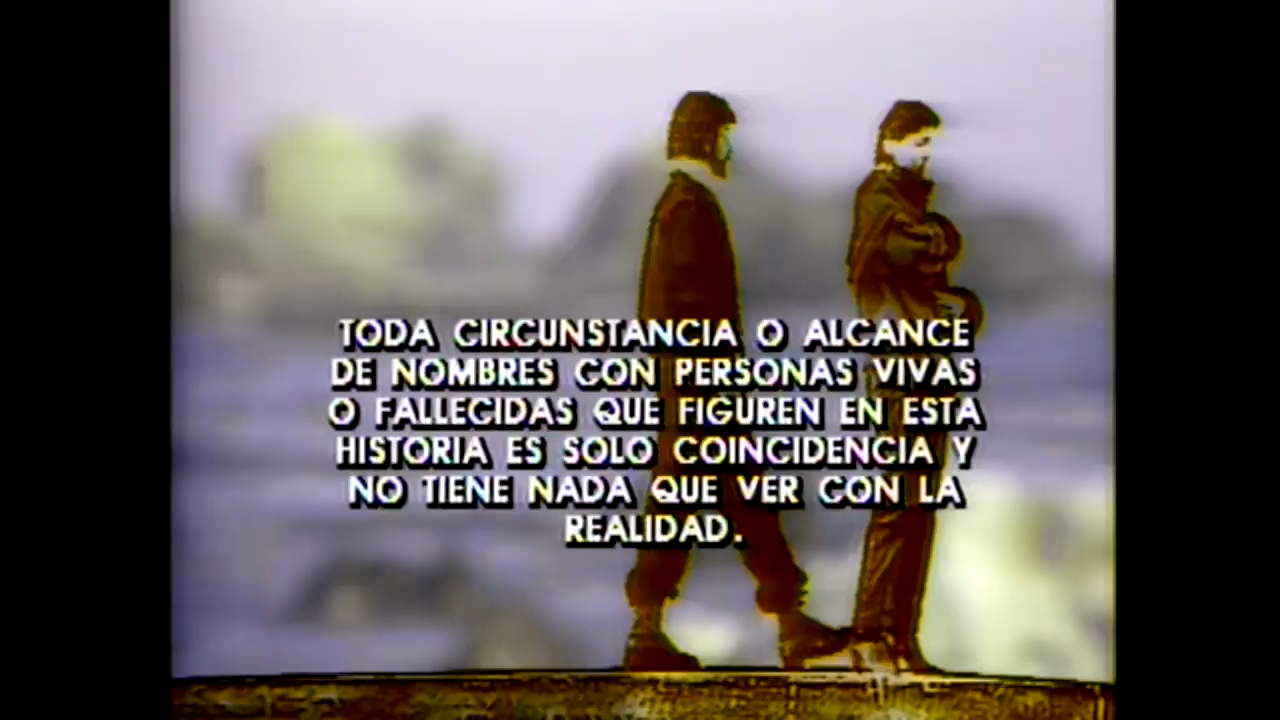 TODA CIRCUNSTANCIA O ALCANCE
DE NOMBRES CON PERSONAS VIVAS
O FALLECIDAS QUE FIGUREN EN ESTA
HISTORIA ES SOLO COINCIDENCIA Y
NO TIENE NADA QUE VER CON LA
REALIDAD.